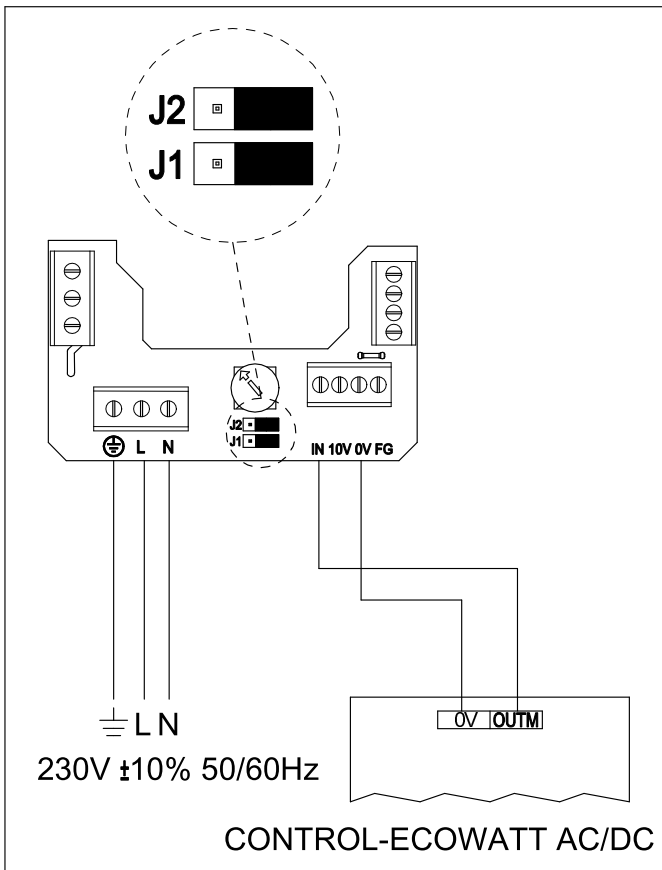 J2
J1
J2
J1
L N
IN 10V 0V FG
L N
230V ±10% 50/60Hz
0V OUTM
CONTROL-ECOWATT AC/DC